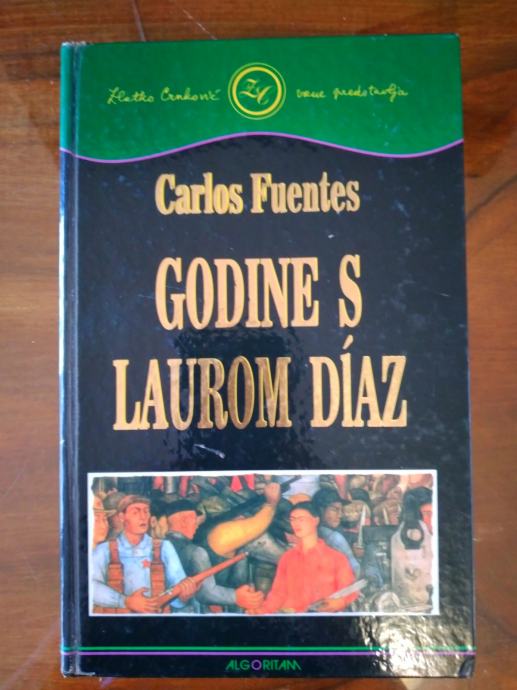 Zlatko Crnković ZC vam predstavlja
Carlos Fuentes
GODINE S
LAUROM DÍAZ
ALGORITAM